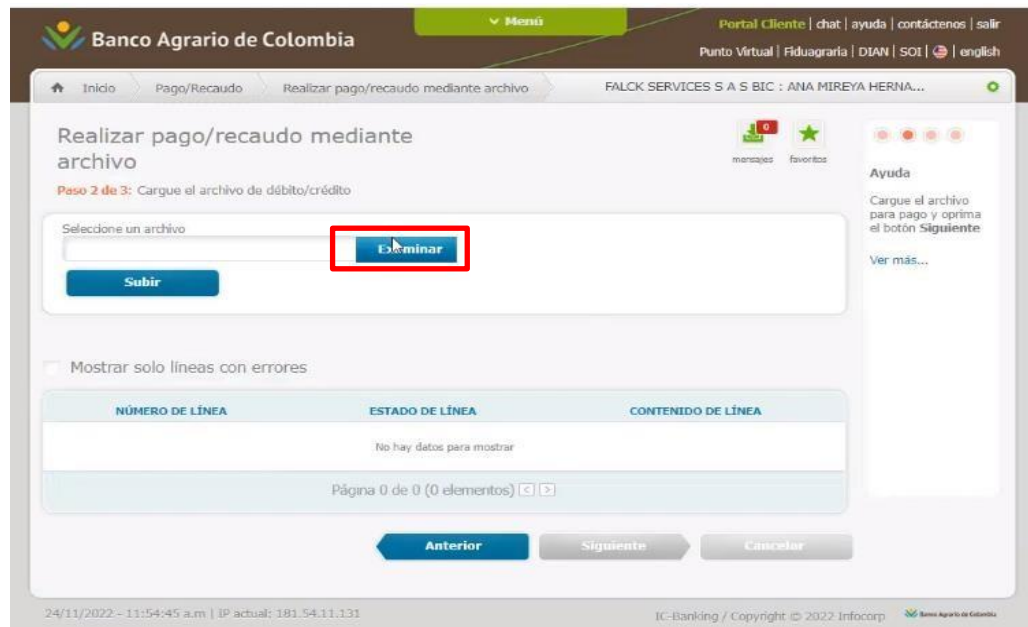 Menú
Portal Cliente | chat | ayuda | contáctenos | salir
Banco Agrario de Colombia
Punto Virtual | Fiduagraria | DIAN | SOI | | english
Inicio Pago/Recaudo Realizar pago/recaudo mediante archivo FALCK SERVICES S A S BIC : ANA MIREYA HERNA...
Realizar pago/recaudo mediante
archivo
0
mensajes favoritos
Paso 2 de 3: Cargue el archivo de débito/crédito
Ayuda
Cargue el archivo
para pago y oprima
el botón Siguiente
Ver más...
Seleccione un archivo
Examinar
Subir
Mostrar solo líneas con errores
NÚMERO DE LÍNEA ESTADO DE LÍNEA CONTENIDO DE LÍNEA
No hay datos para mostrar
Página 0 de 0 (0 elementos) < >
Anterior Siguiente Cancelar
24/11/2022 - 11:54:45 a.m | IP actual: 181.54.11.131
IC-Banking / Copyright © 2022 Infocorp Banco Agrario de Colombia